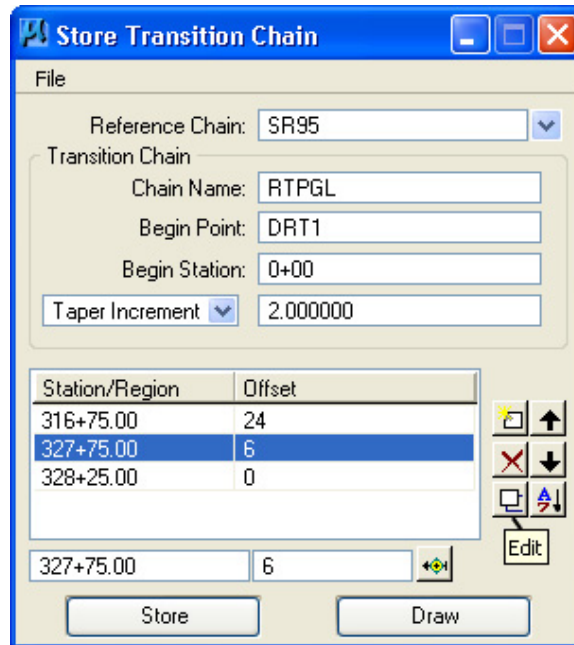 Store Transition Chain
File
Reference Chain: SR95
Transition Chain
Chain Name: RTPGL
Begin Point: DRT1
Begin Station: 0+00
Taper Increment 2.000000
Station/Region Offset
316+75.00 24
327+75.00 6
328+25.00 0
Edit
327+75.00 6
Store Draw